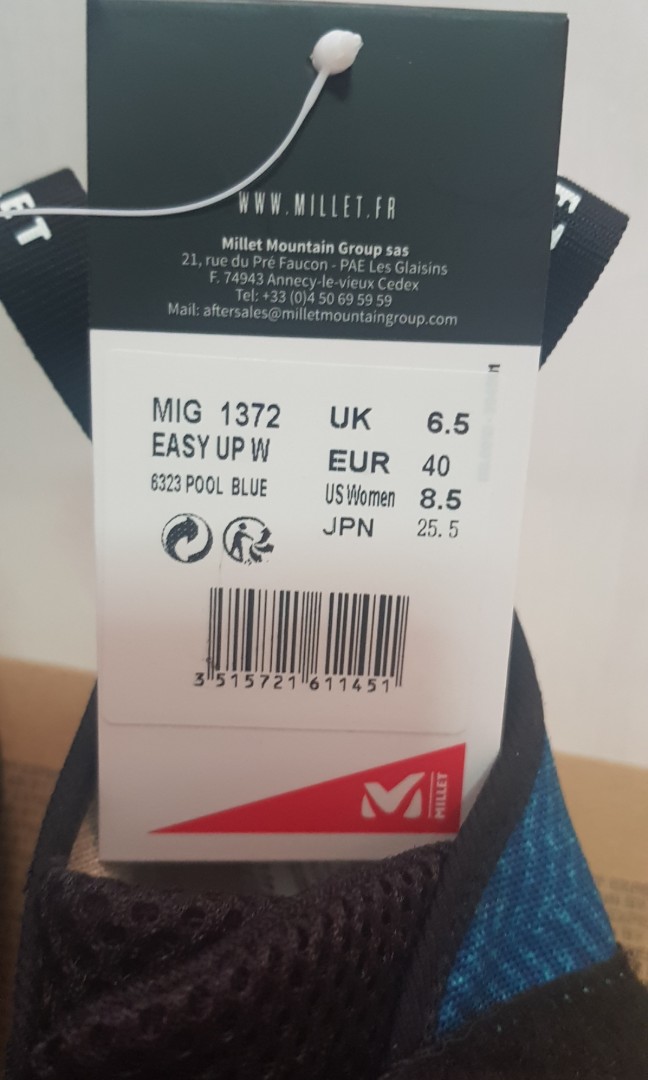 WWW.MILLET.FR
Millet Mountain Group sas
21, rue du Pré Faucon - PAE Les Glaisins
F. 74943 Annecy-le-vieux Cedex
Tel: +33 (0)4 50 69 59 59
Mail: aftersales@milletmountaingroup.com
MIG 1372
EASY UP W
6323 POOL BLUE
UK 6.5
EUR 40
US Women 8.5
JPN 25.5
3 515721 611451
MILLET